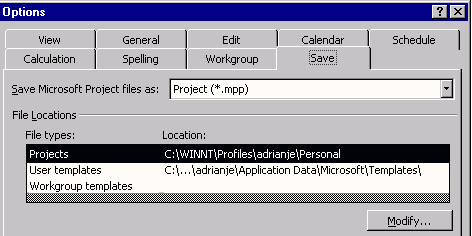 Options
View General Edit Calendar Schedule
Calculation Spelling Workgroup Save
Save Microsoft Project files as: Project (*.mpp)
File Locations
File types: Location:
Projects C:\WINNT\Profiles\adrianje\Personal
User templates C:\...\adrianje\Application Data\Microsoft\Templates\
Workgroup templates
Modify...